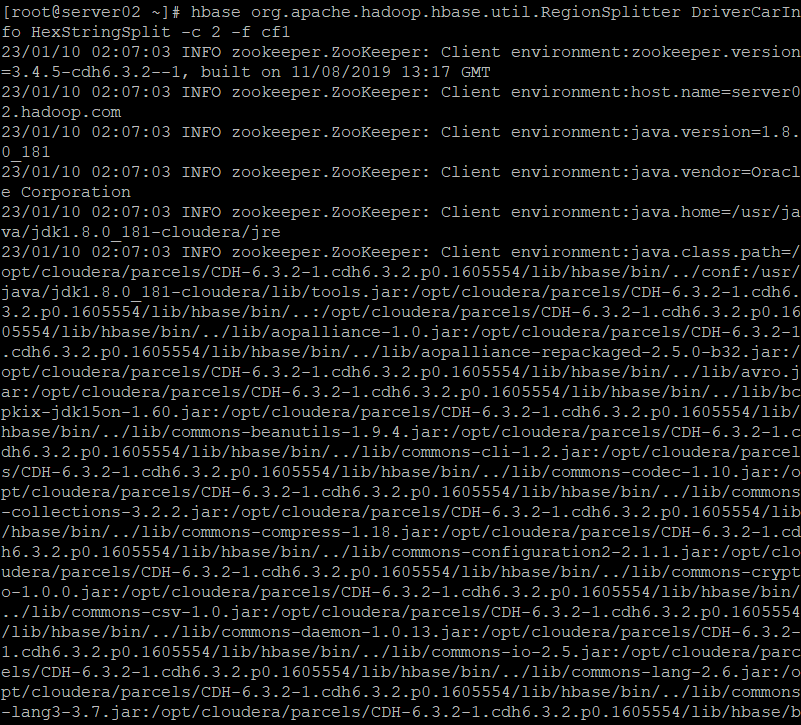 [root@server02 ~]# hbase org.apache.hadoop.hbase.util.RegionSplitter DriverCarIn
fo HexStringSplit -c 2 -f cf1
23/01/10 02:07:03 INFO zookeeper.ZooKeeper: Client environment:zookeeper.version
=3.4.5-cdh6.3.2--1, built on 11/08/2019 13:17 GMT
23/01/10 02:07:03 INFO zookeeper.ZooKeeper: Client environment:host.name=server0
2.hadoop.com
23/01/10 02:07:03 INFO zookeeper.ZooKeeper: Client environment:java.version=1.8.
0_181
23/01/10 02:07:03 INFO zookeeper.ZooKeeper: Client environment:java.vendor=Oracl
e Corporation
23/01/10 02:07:03 INFO zookeeper.ZooKeeper: Client environment:java.home=/usr/ja
va/jdk1.8.0_181-cloudera/jre
23/01/10 02:07:03 INFO zookeeper.ZooKeeper: Client environment:java.class.path=/
opt/cloudera/parcels/CDH-6.3.2-1.cdh6.3.2.p0.1605554/lib/hbase/bin/../conf:/usr/
java/jdk1.8.0_181-cloudera/lib/tools.jar:/opt/cloudera/parcels/CDH-6.3.2-1.cdh6.
3.2.p0.1605554/lib/hbase/bin/..:/opt/cloudera/parcels/CDH-6.3.2-1.cdh6.3.2.p0.16
05554/lib/hbase/bin/../lib/aopalliance-1.0.jar:/opt/cloudera/parcels/CDH-6.3.2-1
.cdh6.3.2.p0.1605554/lib/hbase/bin/../lib/aopalliance-repackaged-2.5.0-b32.jar:/
opt/cloudera/parcels/CDH-6.3.2-1.cdh6.3.2.p0.1605554/lib/hbase/bin/../lib/avro.j
ar:/opt/cloudera/parcels/CDH-6.3.2-1.cdh6.3.2.p0.1605554/lib/hbase/bin/../lib/bc
pkix-jdk15on-1.60.jar:/opt/cloudera/parcels/CDH-6.3.2-1.cdh6.3.2.p0.1605554/lib/
hbase/bin/../lib/commons-beanutils-1.9.4.jar:/opt/cloudera/parcels/CDH-6.3.2-1.c
dh6.3.2.p0.1605554/lib/hbase/bin/../lib/commons-cli-1.2.jar:/opt/cloudera/parcel
s/CDH-6.3.2-1.cdh6.3.2.p0.1605554/lib/hbase/bin/../lib/commons-codec-1.10.jar:/o
pt/cloudera/parcels/CDH-6.3.2-1.cdh6.3.2.p0.1605554/lib/hbase/bin/../lib/commons
-collections-3.2.2.jar:/opt/cloudera/parcels/CDH-6.3.2-1.cdh6.3.2.p0.1605554/lib
/hbase/bin/../lib/commons-compress-1.18.jar:/opt/cloudera/parcels/CDH-6.3.2-1.cd
h6.3.2.p0.1605554/lib/hbase/bin/../lib/commons-configuration2-2.1.1.jar:/opt/clo
udera/parcels/CDH-6.3.2-1.cdh6.3.2.p0.1605554/lib/hbase/bin/../lib/commons-crypt
o-1.0.0.jar:/opt/cloudera/parcels/CDH-6.3.2-1.cdh6.3.2.p0.1605554/lib/hbase/bin/
../lib/commons-csv-1.0.jar:/opt/cloudera/parcels/CDH-6.3.2-1.cdh6.3.2.p0.1605554
/lib/hbase/bin/../lib/commons-daemon-1.0.13.jar:/opt/cloudera/parcels/CDH-6.3.2-
1.cdh6.3.2.p0.1605554/lib/hbase/bin/../lib/commons-io-2.5.jar:/opt/cloudera/parc
els/CDH-6.3.2-1.cdh6.3.2.p0.1605554/lib/hbase/bin/../lib/commons-lang-2.6.jar:/o
pt/cloudera/parcels/CDH-6.3.2-1.cdh6.3.2.p0.1605554/lib/hbase/bin/../lib/commons
-lang3-3.7.jar:/opt/cloudera/parcels/CDH-6.3.2-1.cdh6.3.2.p0.1605554/lib/hbase/b